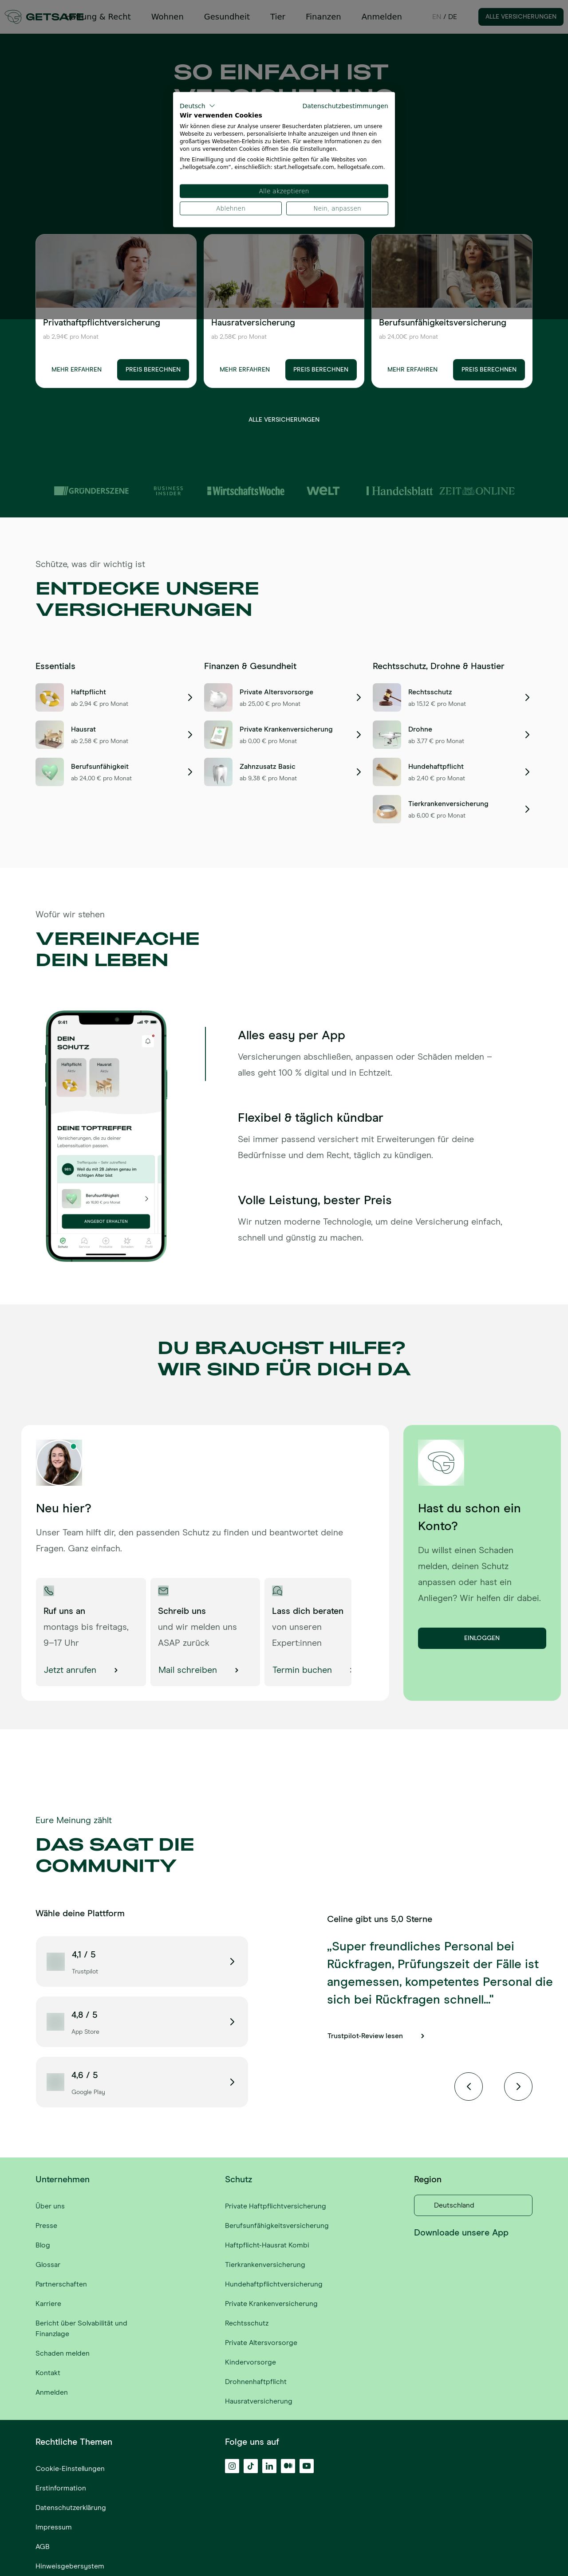 GETSAFE
Haftung & Recht
Wohnen
Gesundheit
Tier
Finanzen
Anmelden
EN / DE
ALLE VERSICHERUNGEN
SO EINFACH IST
Deutsch
Datenschutzbestimmungen
Wir verwenden Cookies
Wir können diese zur Analyse unserer Besucherdaten platzieren, um unsere
Webseite zu verbessern, personalisierte Inhalte anzuzeigen und Ihnen ein
großartiges Webseiten-Erlebnis zu bieten. Für weitere Informationen zu den
von uns verwendeten Cookies öffnen Sie die Einstellungen.
Ihre Einwilligung und die cookie Richtlinie gelten für alle Websites von
„hellogetsafe.com“, einschließlich: start.hellogetsafe.com, hellogetsafe.com.
Alle akzeptieren
Ablehnen
Nein, anpassen
Privathaftpflichtversicherung
ab 2,94€ pro Monat
MEHR ERFAHREN
PREIS BERECHNEN
Hausratversicherung
ab 2,58€ pro Monat
MEHR ERFAHREN
PREIS BERECHNEN
Berufsunfähigkeitsversicherung
ab 24,00€ pro Monat
MEHR ERFAHREN
PREIS BERECHNEN
ALLE VERSICHERUNGEN
GRÜNDERSZENE
BUSINESS
INSIDER
WirtschaftsWoche
WELT
Handelsblatt
ZEIT ONLINE
Schütze, was dir wichtig ist
ENTDECKE UNSERE
VERSICHERUNGEN
Essentials
Haftpflicht
ab 2,94 € pro Monat
Hausrat
ab 2,58 € pro Monat
Berufsunfähigkeit
ab 24,00 € pro Monat
Finanzen & Gesundheit
Private Altersvorsorge
ab 25,00 € pro Monat
Private Krankenversicherung
ab 0,00 € pro Monat
Zahnzusatz Basic
ab 9,38 € pro Monat
Rechtsschutz, Drohne & Haustier
Rechtsschutz
ab 15,12 € pro Monat
Drohne
ab 3,77 € pro Monat
Hundehaftpflicht
ab 2,40 € pro Monat
Tierkrankenversicherung
ab 6,00 € pro Monat
Wofür wir stehen
VEREINFACHE
DEIN LEBEN
9:41
DEIN
SCHUTZ
Haftpflicht
Hausrat
DEINE TOPTREFFER
Versicherungen, die zu deiner
Lebenssituation passen.
Weil du mit 28 Jahren genau im
richtigen Alter bist
Berufsunfähigkeit
ANGEBOT ERHALTEN
Alles easy per App
Versicherungen abschließen, anpassen oder Schäden melden –
alles geht 100 % digital und in Echtzeit.
Flexibel & täglich kündbar
Sei immer passend versichert mit Erweiterungen für deine
Bedürfnisse und dem Recht, täglich zu kündigen.
Volle Leistung, bester Preis
Wir nutzen moderne Technologie, um deine Versicherung einfach,
schnell und günstig zu machen.
DU BRAUCHST HILFE?
WIR SIND FÜR DICH DA
Neu hier?
Unser Team hilft dir, den passenden Schutz zu finden und beantwortet deine
Fragen. Ganz einfach.
Ruf uns an
montags bis freitags,
9–17 Uhr
Jetzt anrufen
Schreib uns
und wir melden uns
ASAP zurück
Mail schreiben
Lass dich beraten
von unseren
Expert:innen
Termin buchen
Hast du schon ein
Konto?
Du willst einen Schaden
melden, deinen Schutz
anpassen oder hast ein
Anliegen? Wir helfen dir dabei.
EINLOGGEN
Eure Meinung zählt
DAS SAGT DIE
COMMUNITY
Wähle deine Plattform
4,1 / 5
Trustpilot
4,8 / 5
App Store
4,6 / 5
Google Play
Celine gibt uns 5,0 Sterne
„Super freundliches Personal bei
Rückfragen, Prüfungszeit der Fälle ist
angemessen, kompetentes Personal die
sich bei Rückfragen schnell...“
Trustpilot-Review lesen
Unternehmen
Über uns
Presse
Blog
Glossar
Partnerschaften
Karriere
Bericht über Solvabilität und
Finanzlage
Schaden melden
Kontakt
Anmelden
Schutz
Private Haftpflichtversicherung
Berufsunfähigkeitsversicherung
Haftpflicht-Hausrat Kombi
Tierkrankenversicherung
Hundehaftpflichtversicherung
Private Krankenversicherung
Rechtsschutz
Private Altersvorsorge
Kindervorsorge
Drohnenhaftpflicht
Hausratversicherung
Region
Deutschland
Downloade unsere App
Rechtliche Themen
Cookie-Einstellungen
Erstinformation
Datenschutzerklärung
Impressum
AGB
Hinweisgebersystem
Folge uns auf